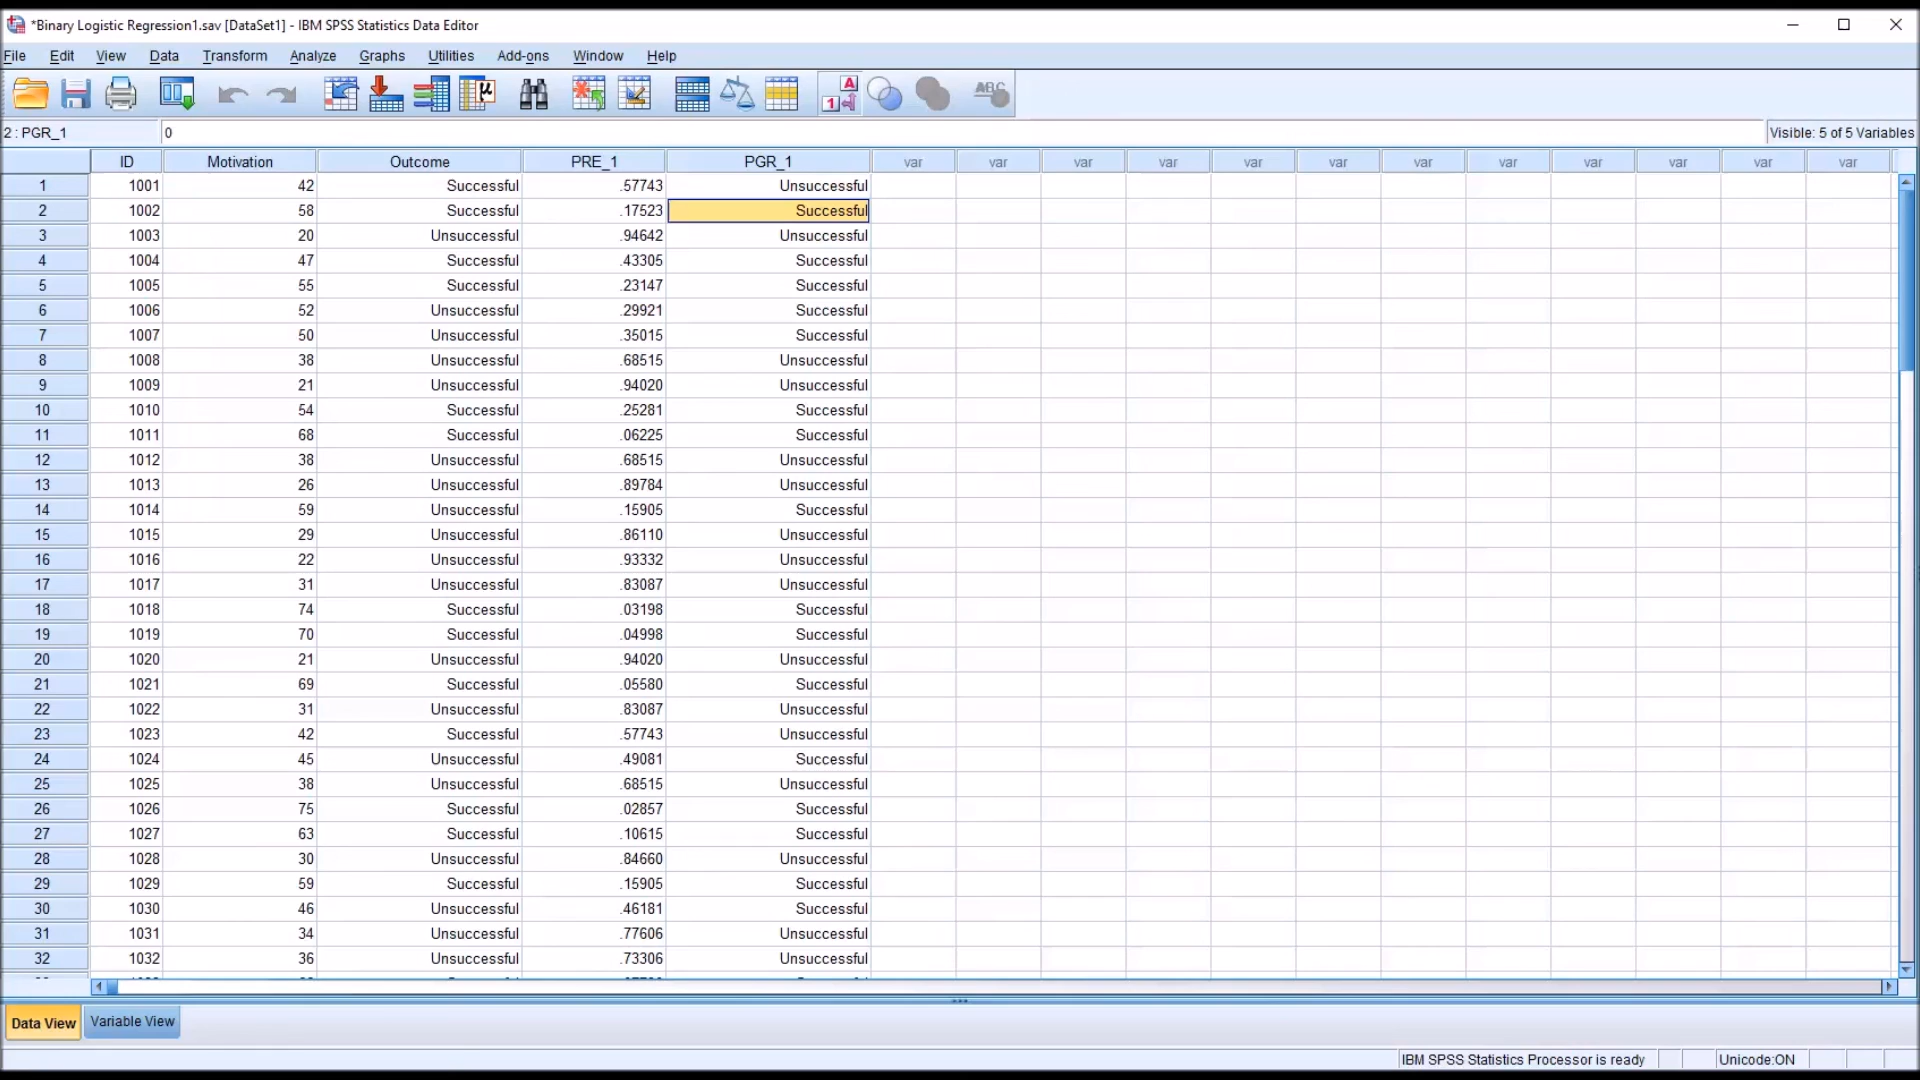 *Binary Logistic Regression1.sav [DataSet1] - IBM SPSS Statistics Data Editor
File Edit View Data Transform Analyze Graphs Utilities Add-ons Window Help
μ A 1 ABC
2 : PGR_1 0 Visible: 5 of 5 Variables
ID Motivation Outcome PRE_1 PGR_1 var var var var var var var var var var var var
1 1001 42 Successful .57743 Unsuccessful
2 1002 58 Successful .17523 Successful
3 1003 20 Unsuccessful .94642 Unsuccessful
4 1004 47 Successful .43305 Successful
5 1005 55 Successful .23147 Successful
6 1006 52 Unsuccessful .29921 Successful
7 1007 50 Unsuccessful .35015 Successful
8 1008 38 Unsuccessful .68515 Unsuccessful
9 1009 21 Unsuccessful .94020 Unsuccessful
10 1010 54 Successful .25281 Successful
11 1011 68 Successful .06225 Successful
12 1012 38 Unsuccessful .68515 Unsuccessful
13 1013 26 Unsuccessful .89784 Unsuccessful
14 1014 59 Unsuccessful .15905 Successful
15 1015 29 Unsuccessful .86110 Unsuccessful
16 1016 22 Unsuccessful .93332 Unsuccessful
17 1017 31 Unsuccessful .83087 Unsuccessful
18 1018 74 Successful .03198 Successful
19 1019 70 Successful .04998 Successful
20 1020 21 Unsuccessful .94020 Unsuccessful
21 1021 69 Successful .05580 Successful
22 1022 31 Unsuccessful .83087 Unsuccessful
23 1023 42 Successful .57743 Unsuccessful
24 1024 45 Unsuccessful .49081 Successful
25 1025 38 Unsuccessful .68515 Unsuccessful
26 1026 75 Successful .02857 Successful
27 1027 63 Successful .10615 Successful
28 1028 30 Unsuccessful .84660 Unsuccessful
29 1029 59 Successful .15905 Successful
30 1030 46 Unsuccessful .46181 Successful
31 1031 34 Unsuccessful .77606 Unsuccessful
32 1032 36 Unsuccessful .73306 Unsuccessful
Data View Variable View
IBM SPSS Statistics Processor is ready Unicode:ON